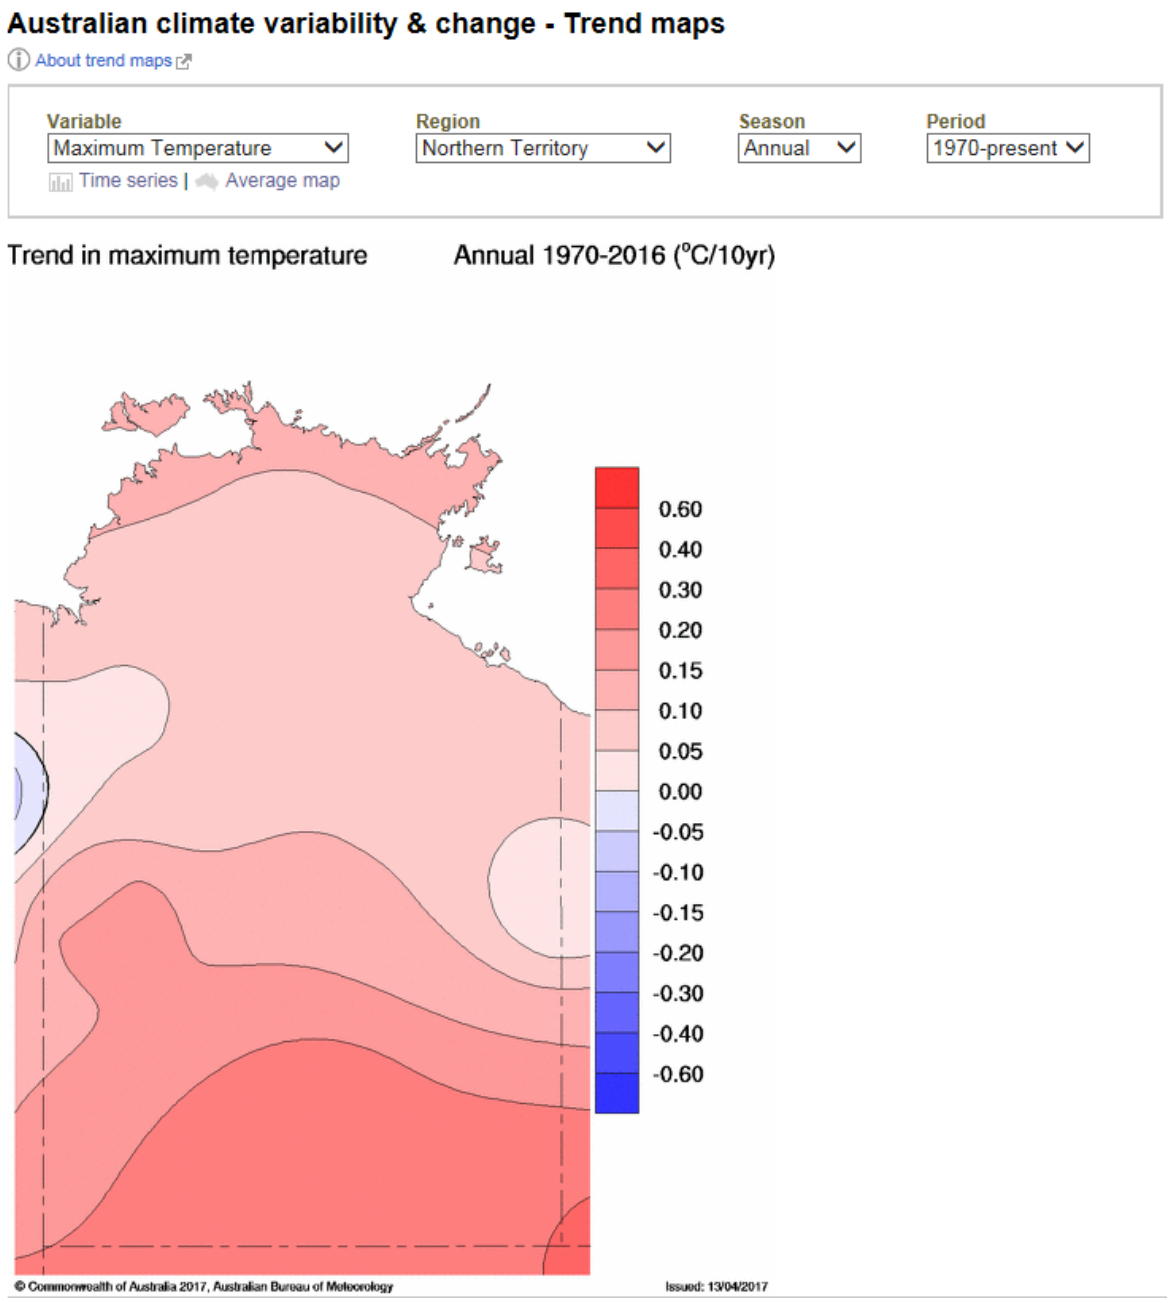 Australian climate variability & change - Trend maps
About trend maps
Variable Region Season Period
Maximum Temperature Northern Territory Annual 1970-present
Time series | Average map
Trend in maximum temperature Annual 1970-2016 (°C/10yr)
0.60
0.40
0.30
0.20
0.15
0.10
0.05
0.00
-0.05
-0.10
-0.15
-0.20
-0.30
-0.40
-0.60
© Commonwealth of Australia 2017, Australian Bureau of Meteorology Issued: 13/04/2017